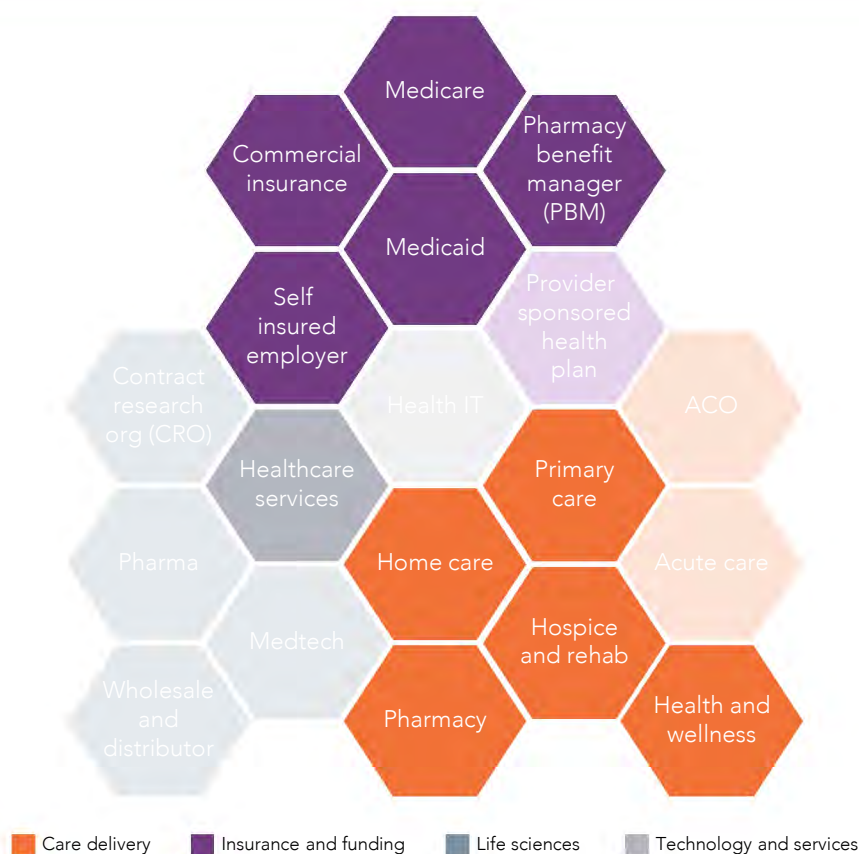 Medicare
Commercial
insurance
Pharmacy
benefit
manager
(PBM)
Medicaid
Self
insured
employer
Provider
sponsored
health
plan
Contract
research
org (CRO)
Health IT
ACO
Healthcare
services
Primary
care
Pharma
Home care
Acute care
Medtech
Hospice
and rehab
Wholesale
and
distributor
Pharmacy
Health and
wellness
Care delivery
Insurance and funding
Life sciences
Technology and services